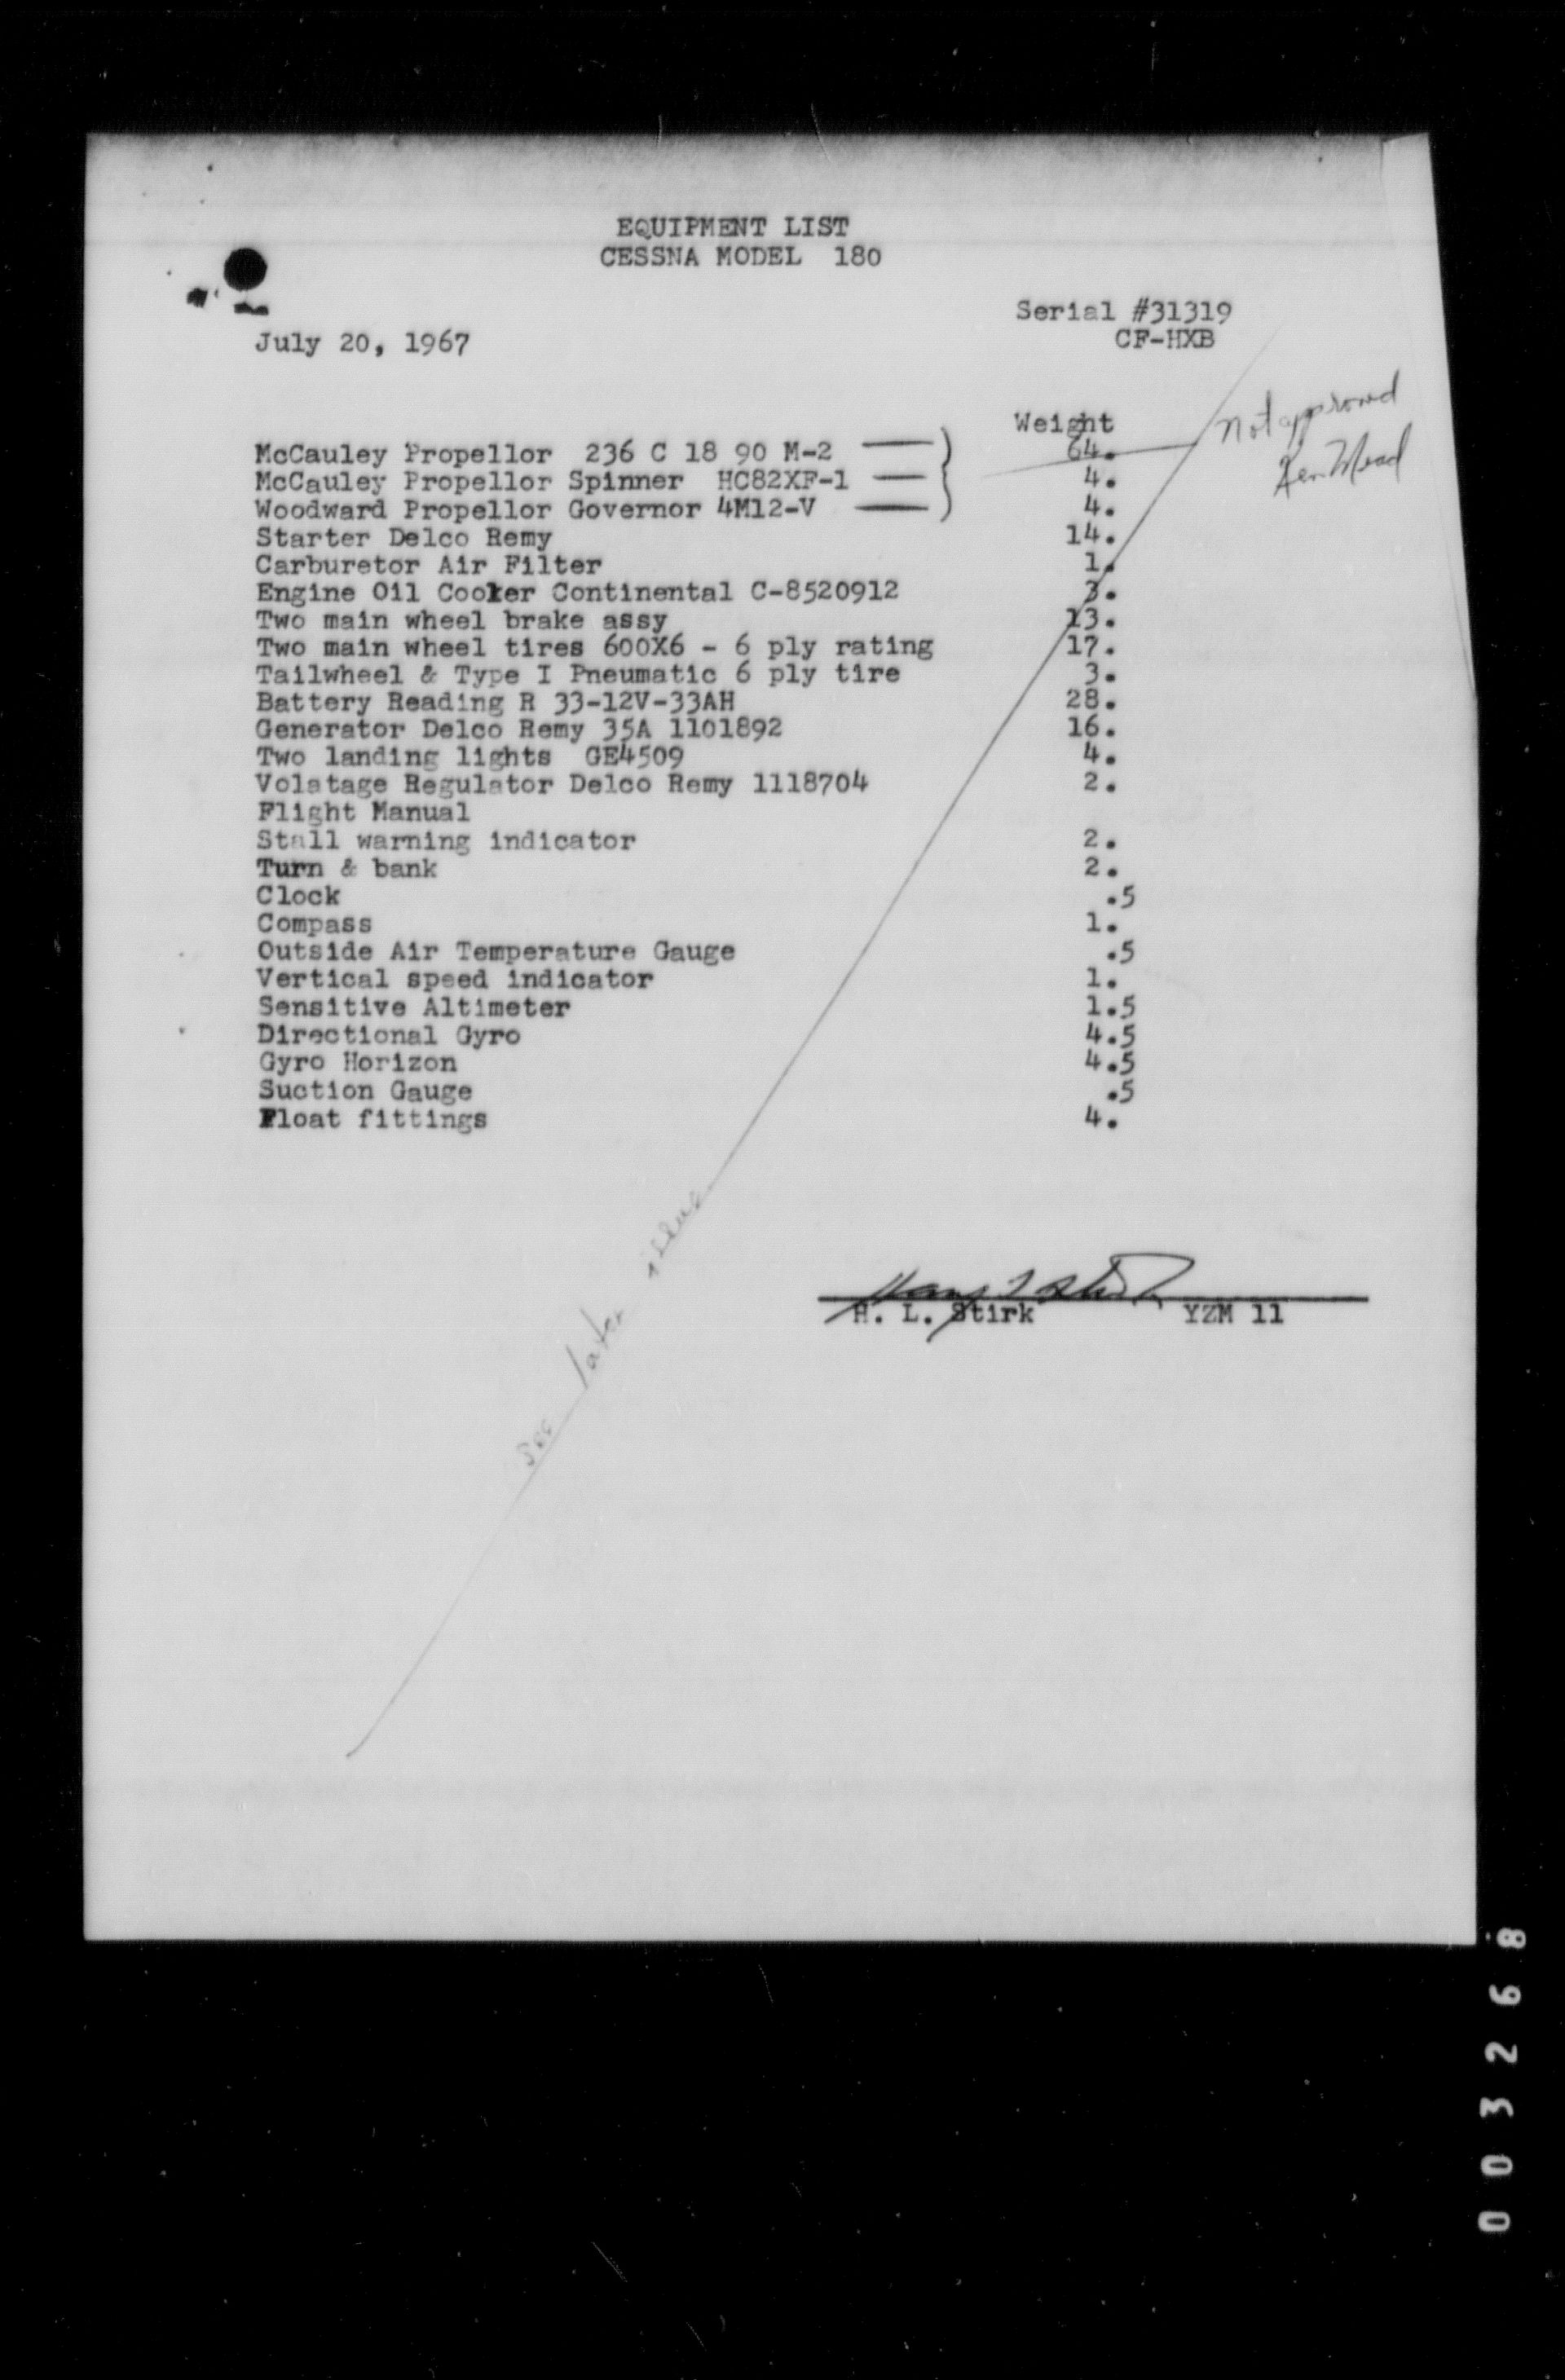 EQUIPMENT LIST
CESSNA MODEL 180
Serial #31319
July 20, 1967
CF-HXB
Weight
Not approved
Ken Mead
McCauley Propellor 236 C 18 90 M-2 64.
McCauley Propellor Spinner HC82XF-1 4.
Woodward Propellor Governor 4M12-V 4.
Starter Delco Remy 14.
Carburetor Air Filter 1.
Engine Oil Cooler Continental C-8520912 3.
Two main wheel brake assy 13.
Two main wheel tires 600X6 - 6 ply rating 17.
Tailwheel & Type I Pneumatic 6 ply tire 3.
Battery Reading R 33-12V-33AH 28.
Generator Delco Remy 35A 1101892 16.
Two landing lights GE4509 4.
Volatage Regulator Delco Remy 1118704 2.
Flight Manual
Stall warning indicator 2.
Turn & bank 2.
Clock .5
Compass 1.
Outside Air Temperature Gauge .5
Vertical speed indicator 1.
Sensitive Altimeter 1.5
Directional Gyro 4.5
Gyro Horizon 4.5
Suction Gauge .5
Float fittings 4.
See later issue
H. L. Stirk YZM 11
003268